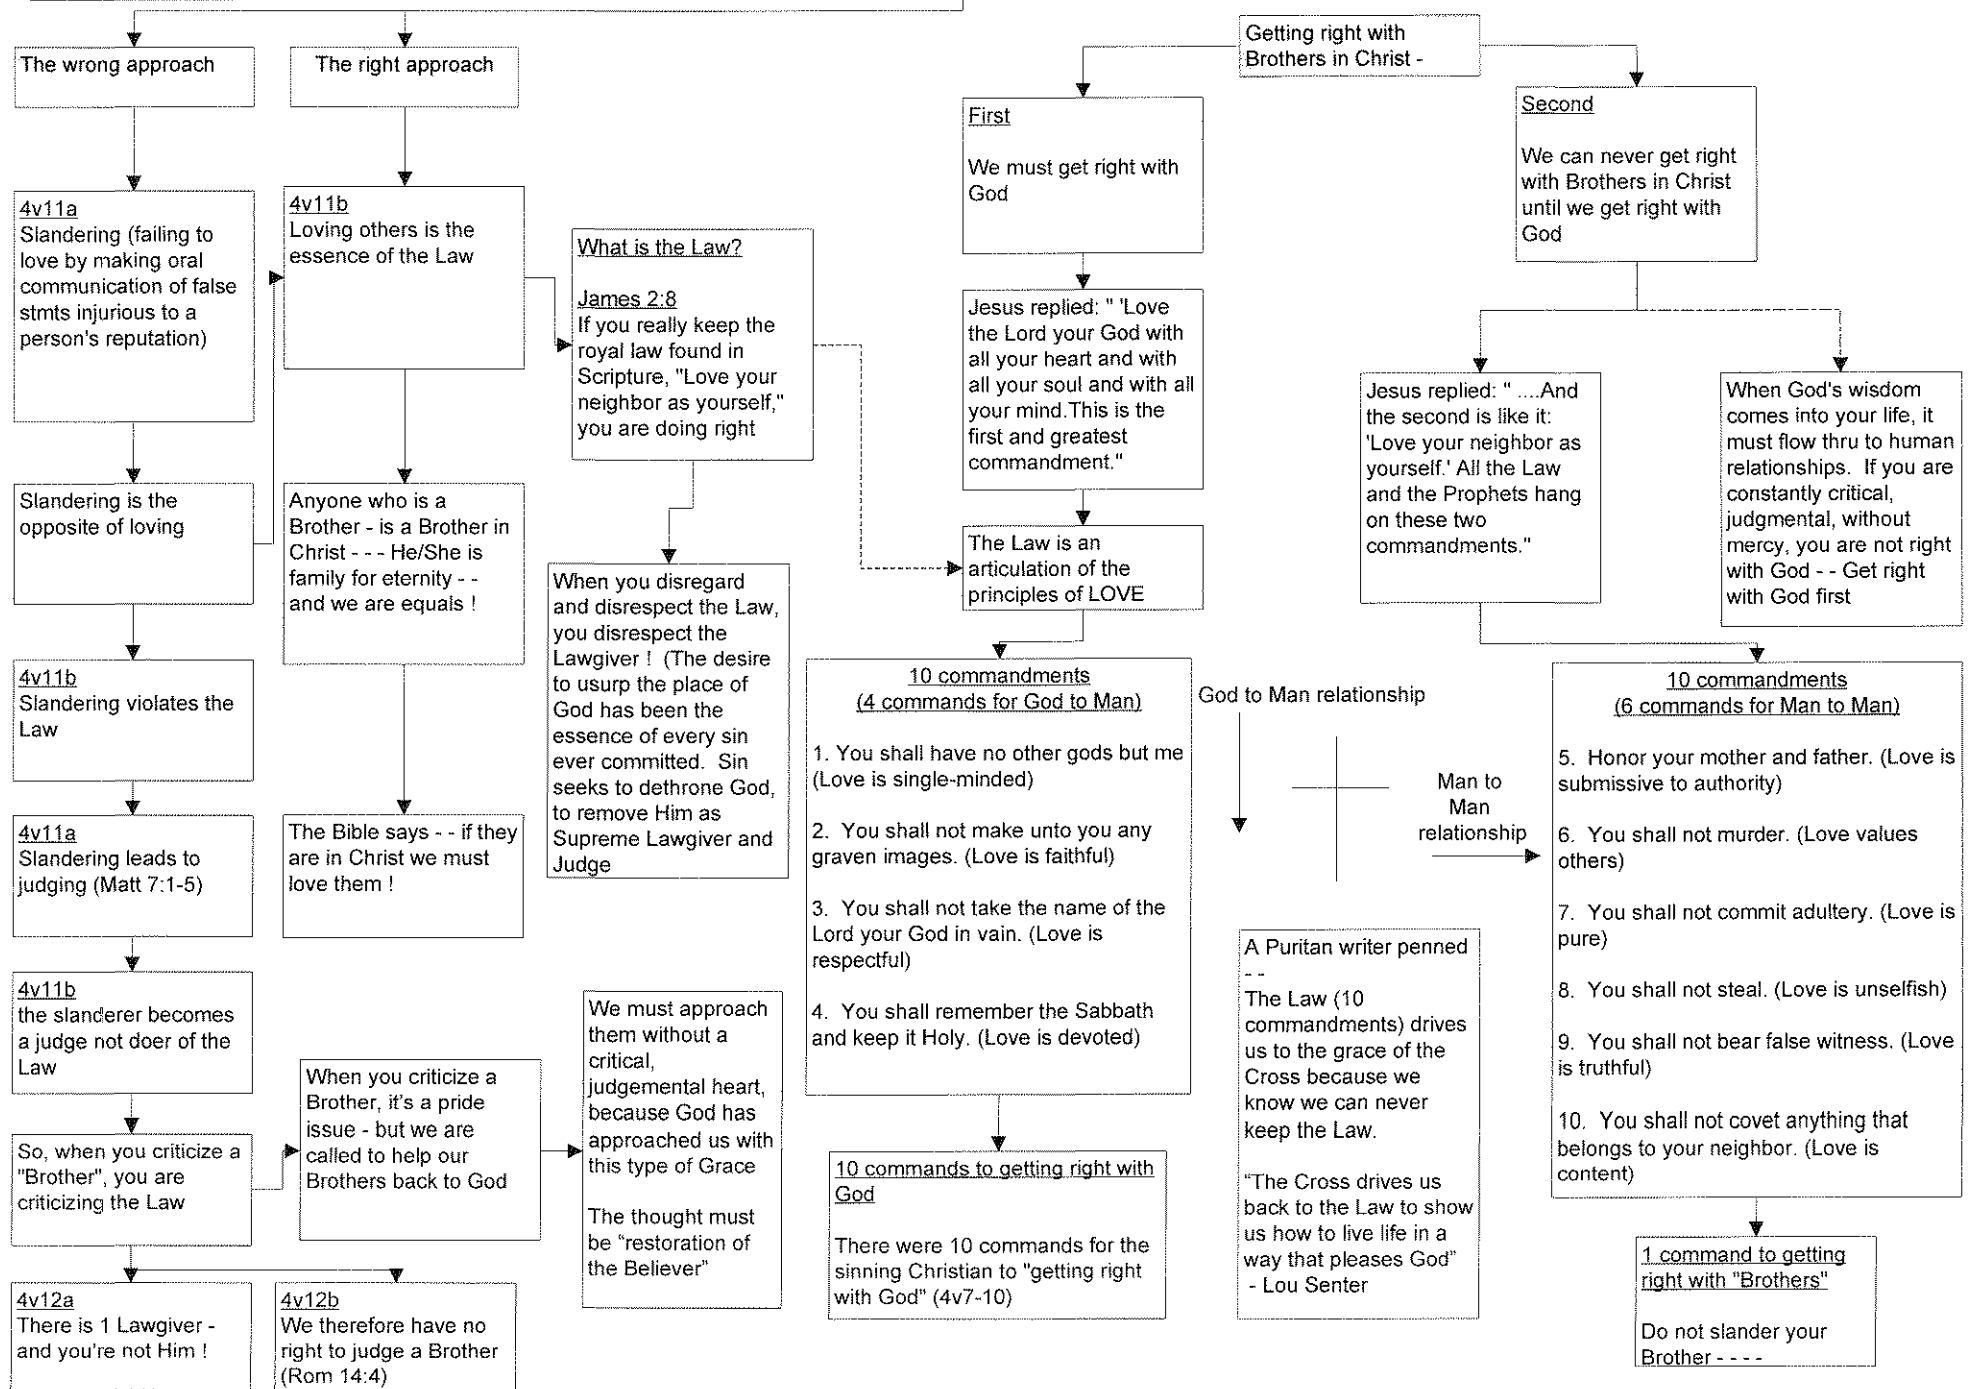 The wrong approach
The right approach
4v11a
Slandering (failing to
love by making oral
communication of false
stmts injurious to a
person's reputation)
Slandering is the
opposite of loving
4v11b
Slandering violates the
Law
4v11a
Slandering leads to
judging (Matt 7:1-5)
4v11b
the slanderer becomes
a judge not doer of the
Law
So, when you criticize a
"Brother", you are
criticizing the Law
4v12a
There is 1 Lawgiver -
and you're not Him !
4v12b
We therefore have no
right to judge a Brother
(Rom 14:4)
4v11b
Loving others is the
essence of the Law
Anyone who is a
Brother - is a Brother in
Christ - - - He/She is
family for eternity - -
and we are equals !
The Bible says - - if they
are in Christ we must
love them !
When you criticize a
Brother, it's a pride
issue - but we are
called to help our
Brothers back to God
We must approach
them without a
critical,
judgemental heart,
because God has
approached us with
this type of Grace
The thought must
be "restoration of
the Believer"
What is the Law?
James 2:8
If you really keep the
royal law found in
Scripture, "Love your
neighbor as yourself,"
you are doing right
When you disregard
and disrespect the Law,
you disrespect the
Lawgiver ! (The desire
to usurp the place of
God has been the
essence of every sin
ever committed. Sin
seeks to dethrone God,
to remove Him as
Supreme Lawgiver and
Judge
Getting right with
Brothers in Christ -
First
We must get right with
God
Jesus replied: " 'Love
the Lord your God with
all your heart and with
all your soul and with all
your mind.This is the
first and greatest
commandment."
The Law is an
articulation of the
principles of LOVE
10 commandments
(4 commands for God to Man)
1. You shall have no other gods but me
(Love is single-minded)
2. You shall not make unto you any
graven images. (Love is faithful)
3. You shall not take the name of the
Lord your God in vain. (Love is
respectful)
4. You shall remember the Sabbath
and keep it Holy. (Love is devoted)
10 commands to getting right with
God
There were 10 commands for the
sinning Christian to "getting right
with God" (4v7-10)
God to Man relationship
Man to
Man
relationship
A Puritan writer penned
- -
The Law (10
commandments) drives
us to the grace of the
Cross because we
know we can never
keep the Law.
"The Cross drives us
back to the Law to show
us how to live life in a
way that pleases God"
- Lou Senter
Second
We can never get right
with Brothers in Christ
until we get right with
God
Jesus replied: " ....And
the second is like it:
'Love your neighbor as
yourself.' All the Law
and the Prophets hang
on these two
commandments."
When God's wisdom
comes into your life, it
must flow thru to human
relationships. If you are
constantly critical,
judgmental, without
mercy, you are not right
with God - - Get right
with God first
10 commandments
(6 commands for Man to Man)
5. Honor your mother and father. (Love is
submissive to authority)
6. You shall not murder. (Love values
others)
7. You shall not commit adultery. (Love is
pure)
8. You shall not steal. (Love is unselfish)
9. You shall not bear false witness. (Love
is truthful)
10. You shall not covet anything that
belongs to your neighbor. (Love is
content)
1 command to getting
right with "Brothers"
Do not slander your
Brother - - - -